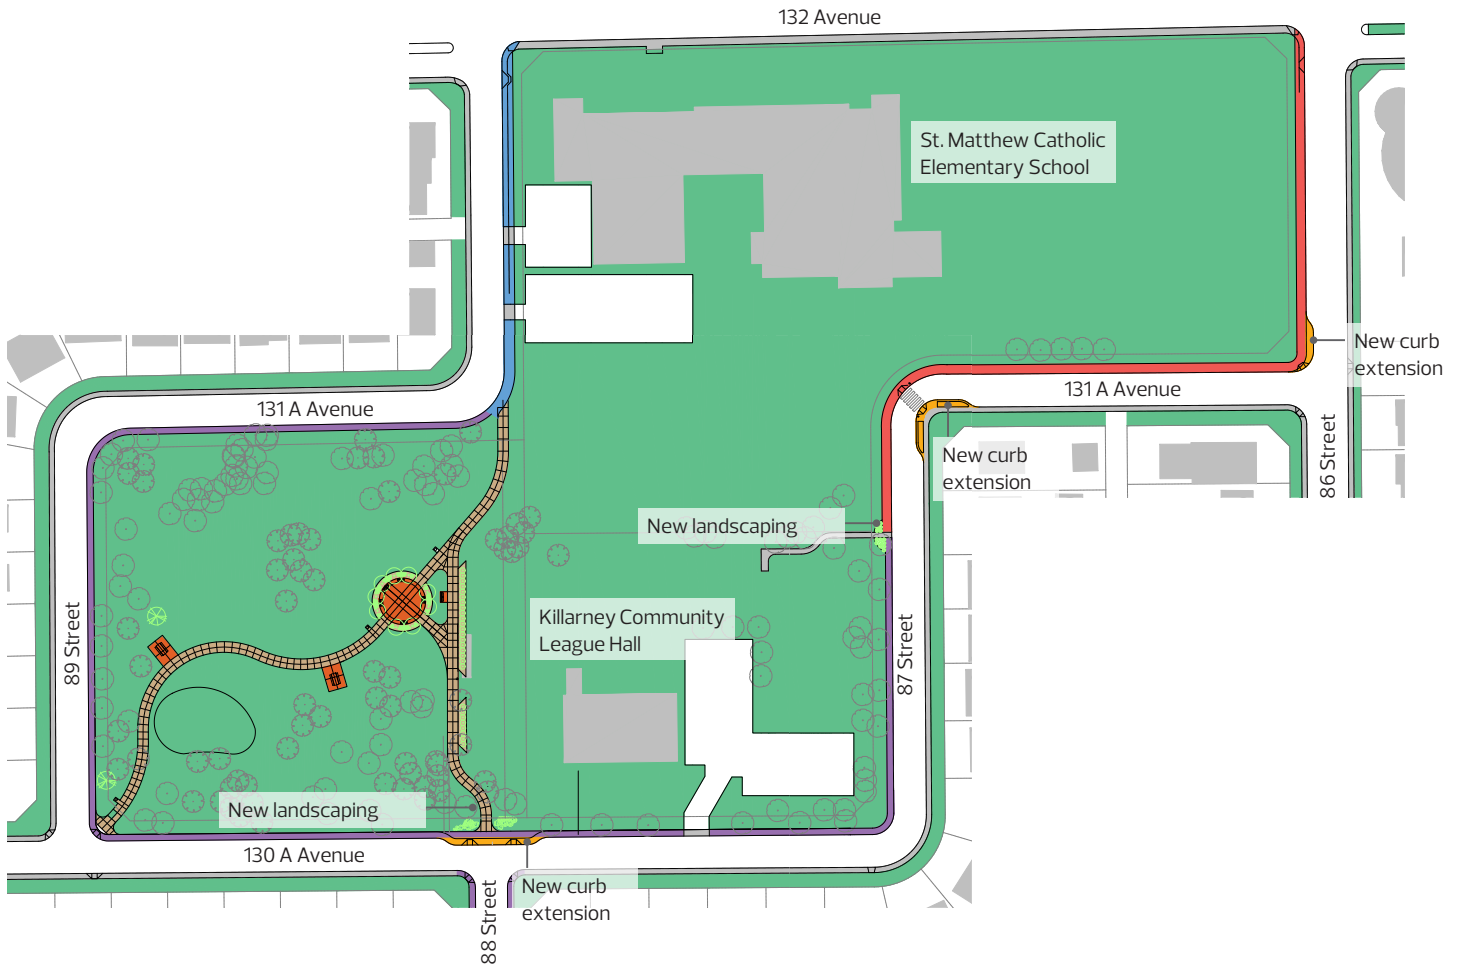 132 Avenue
St. Matthew Catholic
Elementary School
New curb
extension
131 A Avenue
131 A Avenue
86 Street
New curb
extension
New landscaping
Killarney Community
League Hall
89 Street
87 Street
New landscaping
130 A Avenue
New curb
extension
88 Street